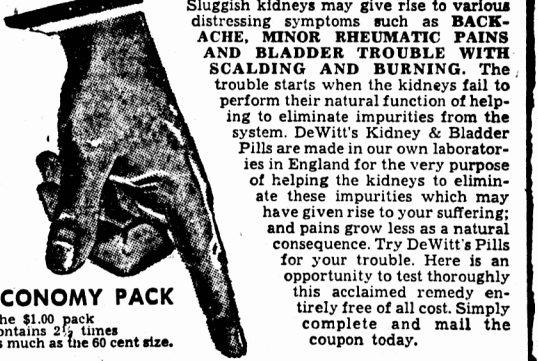 Sluggish kidneys may give rise to various
distressing symptoms such as BACK-
ACHE, MINOR RHEUMATIC PAINS
AND BLADDER TROUBLE WITH
SCALDING AND BURNING. The
trouble starts when the kidneys fail to
perform their natural function of help-
ing to eliminate impurities from the
system. DeWitt's Kidney & Bladder
Pills are made in our own laborator-
ies in England for the very purpose
of helping the kidneys to elimin-
ate these impurities which may
have given rise to your suffering;
and pains grow less as a natural
consequence. Try DeWitt's Pills
for your trouble. Here is an
opportunity to test thoroughly
this acclaimed remedy en-
tirely free of all cost. Simply
complete and mail the
coupon today.
CONOMY PACK
he $1.00 pack
ontains 2½ times
s much as the 60 cent size.